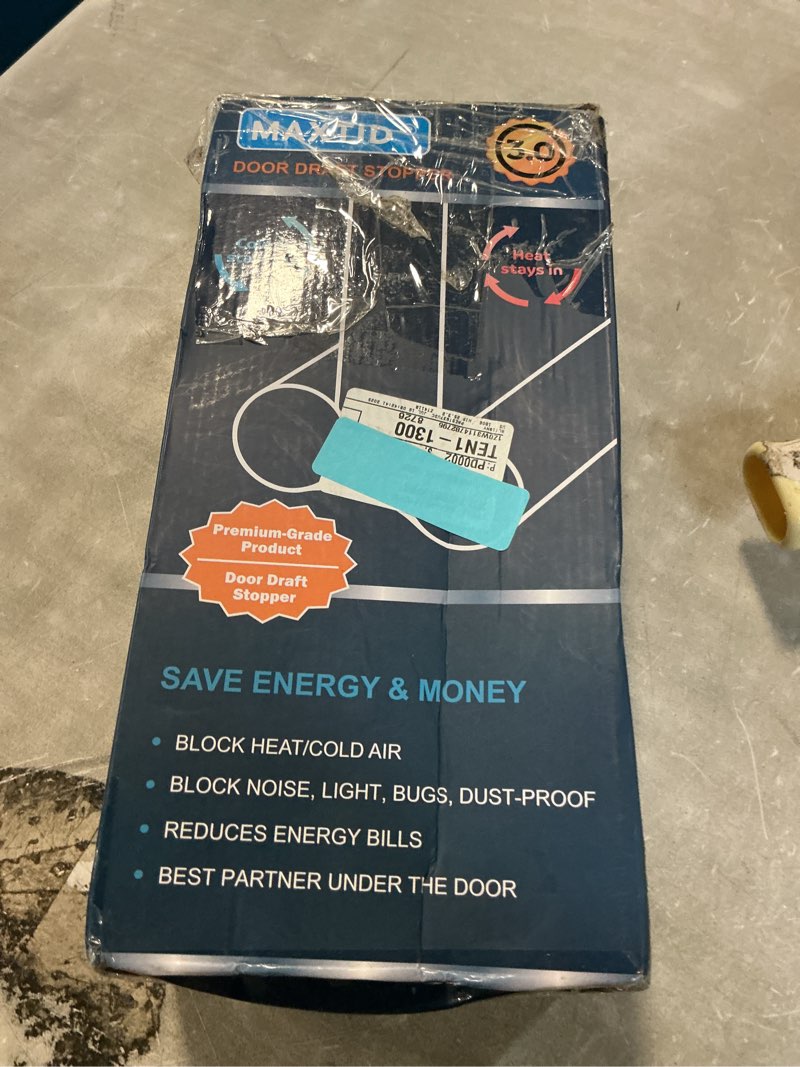 MAXTID
3.0
DOOR DRAFT STOPPER
Heat
stays in
TEN1 - 1300
8726
P: PD0002
Premium-Grade
Product
Door Draft
Stopper
SAVE ENERGY & MONEY
• BLOCK HEAT/COLD AIR
• BLOCK NOISE, LIGHT, BUGS, DUST-PROOF
• REDUCES ENERGY BILLS
• BEST PARTNER UNDER THE DOOR